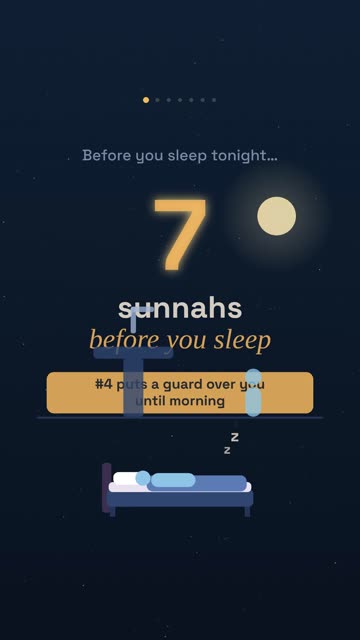 Before you sleep tonight...
7
sunnahs
before you sleep
#4 puts a guard over you
until morning
z
z